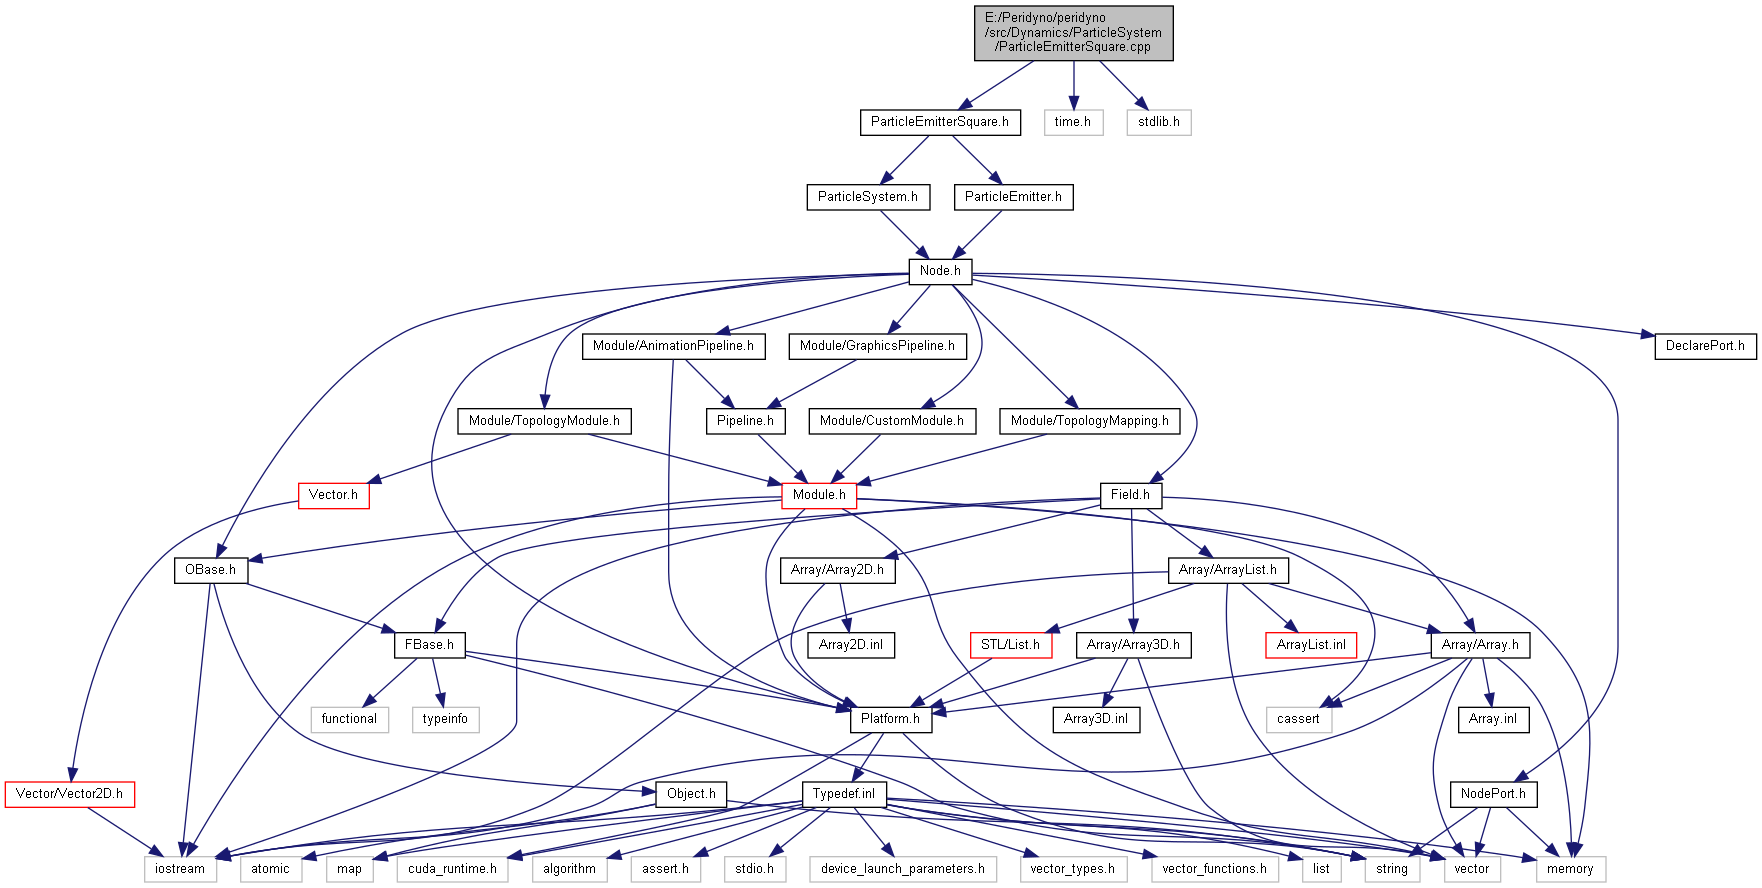 E:/Peridyno/peridyno
/src/Dynamics/ParticleSystem
/ParticleEmitterSquare.cpp
ParticleEmitterSquare.h
time.h
stdlib.h
ParticleSystem.h
ParticleEmitter.h
Node.h
Module/AnimationPipeline.h
Module/GraphicsPipeline.h
DeclarePort.h
Module/TopologyModule.h
Pipeline.h
Module/CustomModule.h
Module/TopologyMapping.h
Vector.h
Module.h
Field.h
OBase.h
Array/Array2D.h
Array/ArrayList.h
FBase.h
Array2D.inl
STL/List.h
Array/Array3D.h
ArrayList.inl
Array/Array.h
functional
typeinfo
Platform.h
Array3D.inl
cassert
Array.inl
Vector/Vector2D.h
Object.h
Typedef.inl
NodePort.h
iostream
atomic
map
cuda_runtime.h
algorithm
assert.h
stdio.h
device_launch_parameters.h
vector_types.h
vector_functions.h
list
string
vector
memory